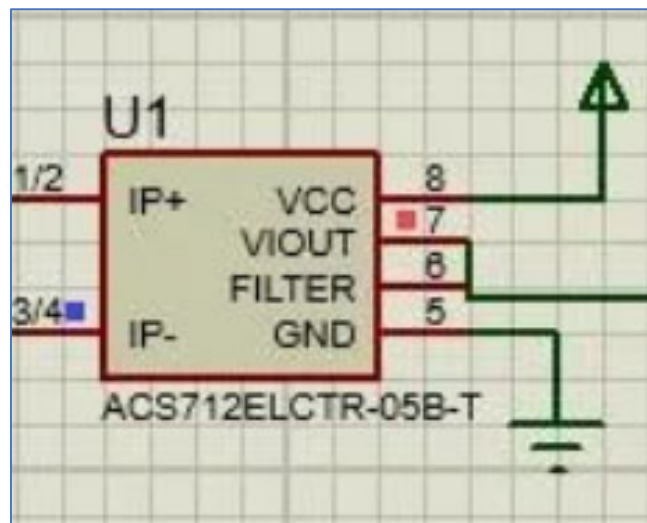 U1
1/2 IP+ VCC 8
VIOUT 7
FILTER 6
3/4 IP- GND 5
ACS712ELCTR-05B-T